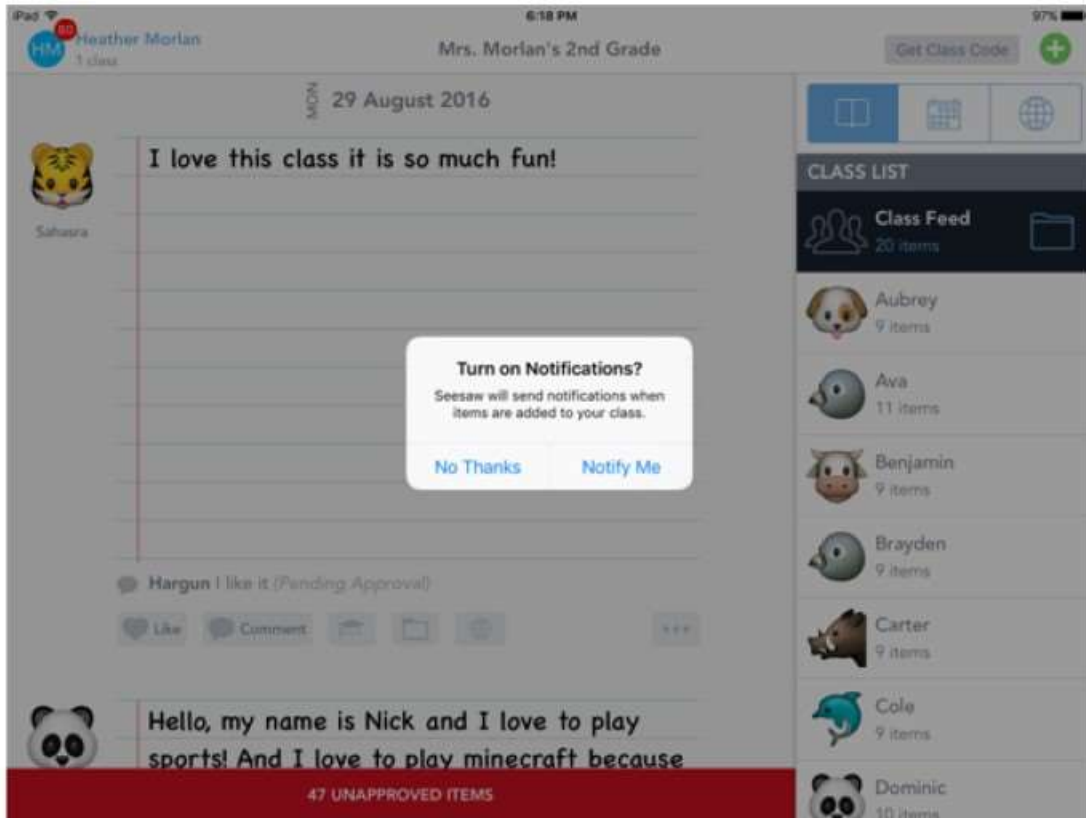 iPad 6:18 PM 97%
HM 60 Heather Morlan
1 class
Mrs. Morlan's 2nd Grade
Get Class Code
MON 29 August 2016
I love this class it is so much fun!
Sahasra
Hargun I like it (Pending Approval)
Like Comment
Hello, my name is Nick and I love to play
sports! And I love to play minecraft because
47 UNAPPROVED ITEMS
Turn on Notifications?
Seesaw will send notifications when
items are added to your class.
No Thanks Notify Me
CLASS LIST
Class Feed
20 items
Aubrey
9 items
Ava
11 items
Benjamin
9 items
Brayden
9 items
Carter
9 items
Cole
9 items
Dominic
10 items